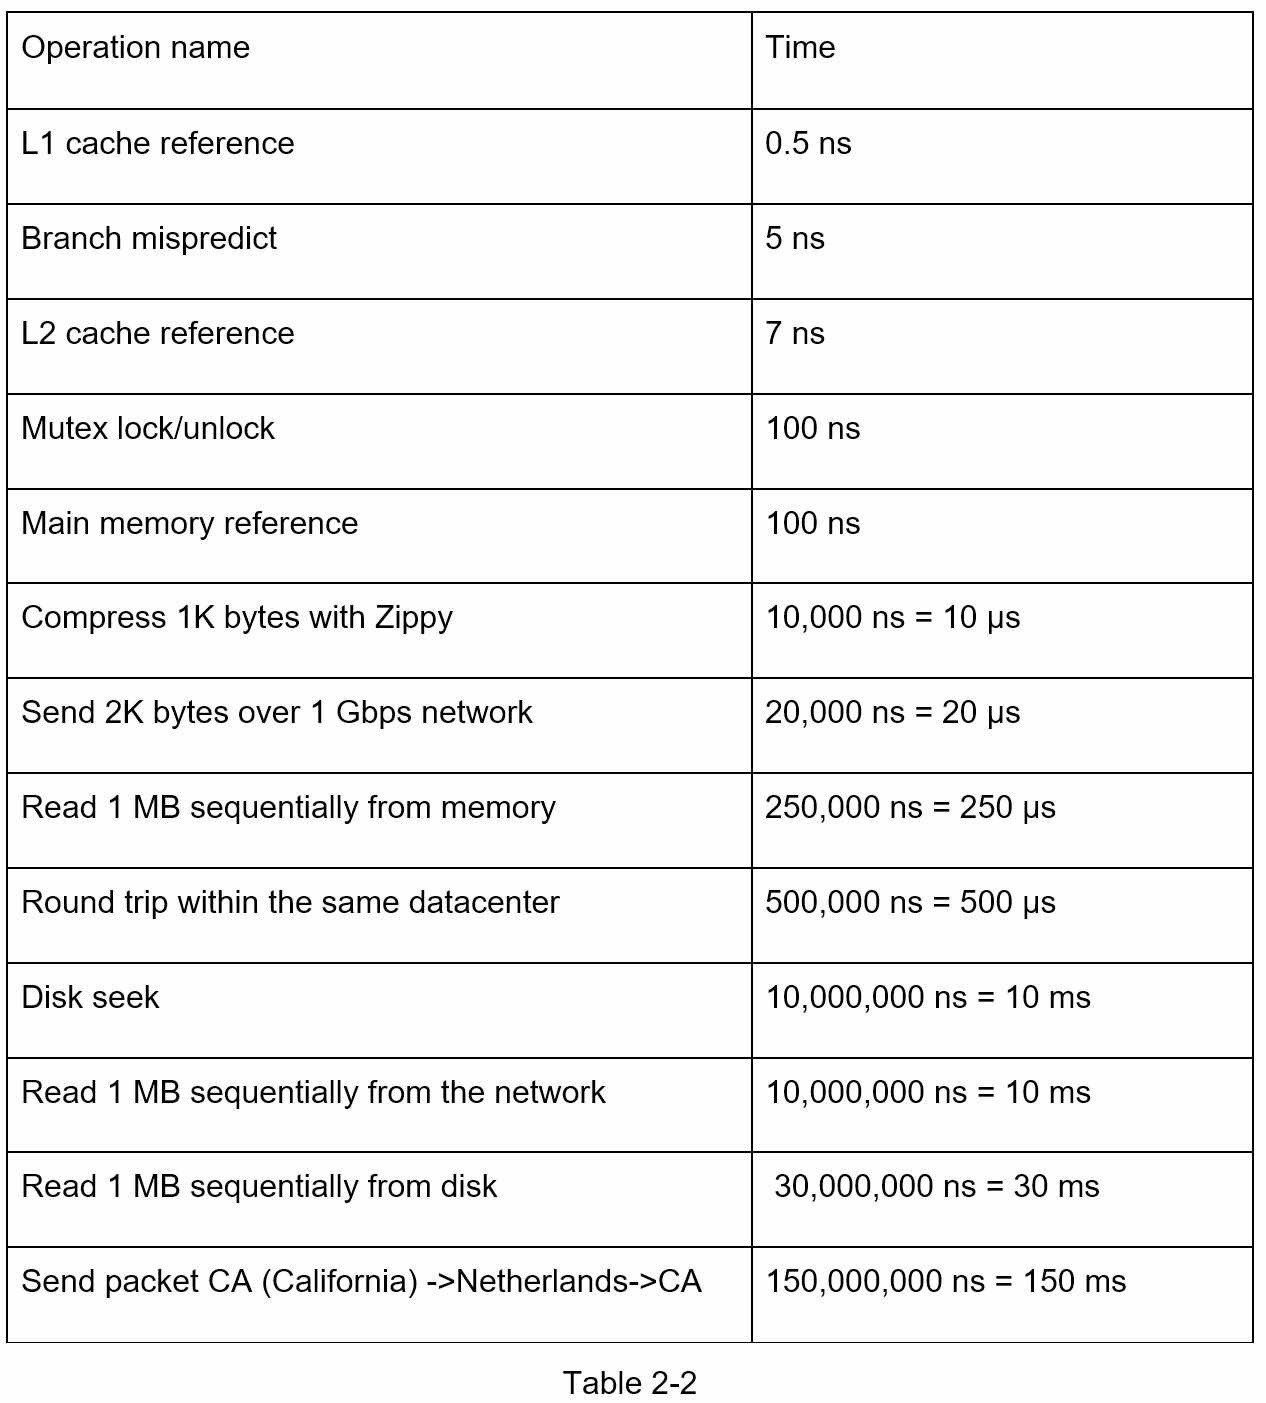 Operation name
Time
L1 cache reference
0.5 ns
Branch mispredict
5 ns
L2 cache reference
7 ns
Mutex lock/unlock
100 ns
Main memory reference
100 ns
Compress 1K bytes with Zippy
10,000 ns = 10 μs
Send 2K bytes over 1 Gbps network
20,000 ns = 20 μs
Read 1 MB sequentially from memory
250,000 ns = 250 μs
Round trip within the same datacenter
500,000 ns = 500 μs
Disk seek
10,000,000 ns = 10 ms
Read 1 MB sequentially from the network
10,000,000 ns = 10 ms
Read 1 MB sequentially from disk
30,000,000 ns = 30 ms
Send packet CA (California) ->Netherlands->CA
150,000,000 ns = 150 ms
Table 2-2